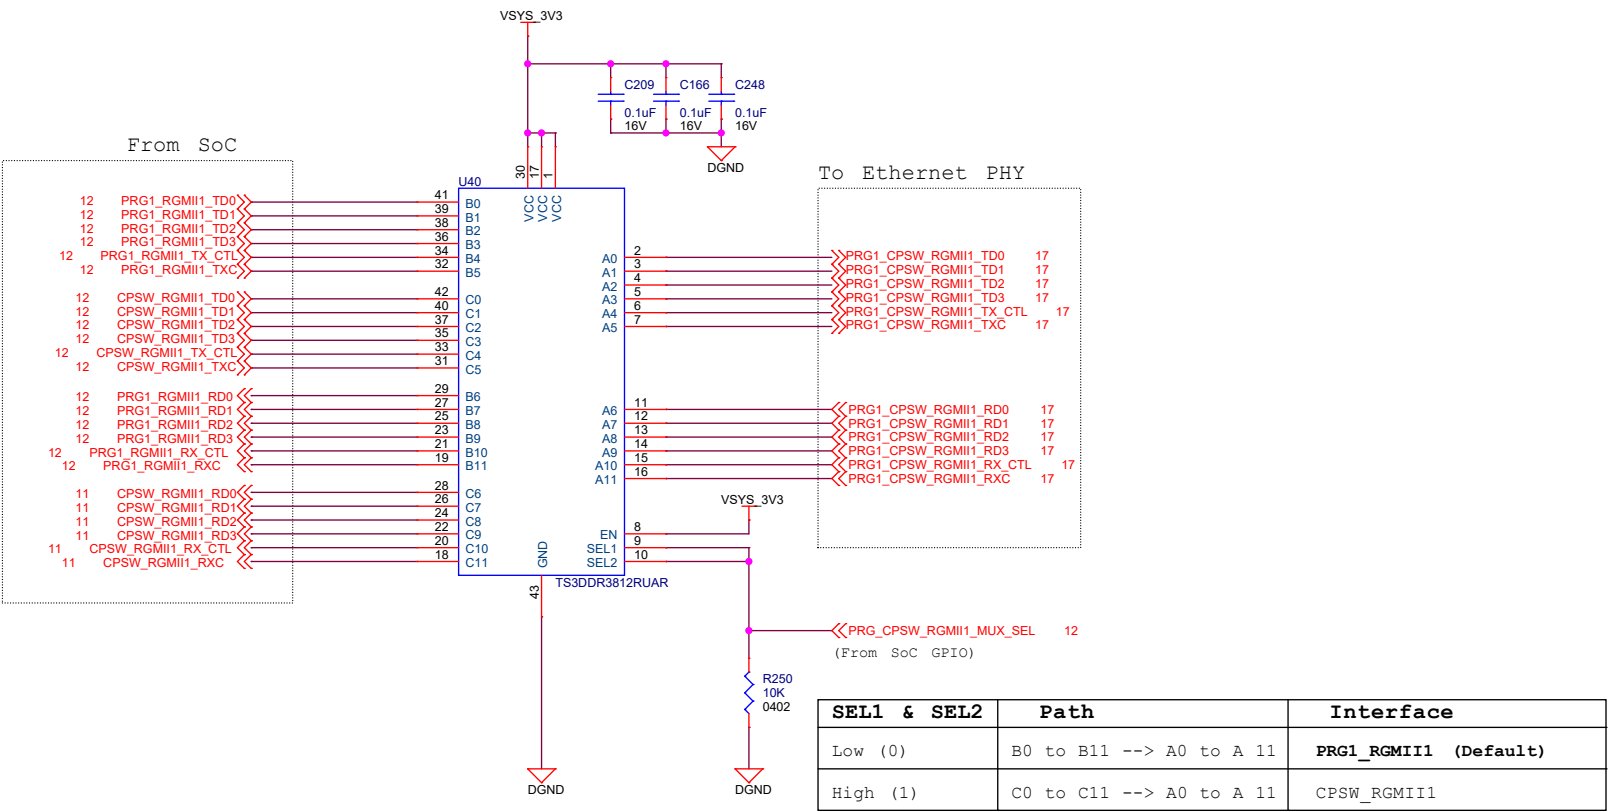 VSYS_3V3
C209
C166
C248
0.1uF
0.1uF
0.1uF
16V
16V
16V
DGND
From SoC
To Ethernet PHY
30
17
1
VCC
VCC
VCC
U40
12 PRG1_RGMII1_TD0 41 B0
12 PRG1_RGMII1_TD1 39 B1
12 PRG1_RGMII1_TD2 38 B2
12 PRG1_RGMII1_TD3 36 B3
12 PRG1_RGMII1_TX_CTL 34 B4
12 PRG1_RGMII1_TXC 32 B5
12 CPSW_RGMII1_TD0 42 C0
12 CPSW_RGMII1_TD1 40 C1
12 CPSW_RGMII1_TD2 37 C2
12 CPSW_RGMII1_TD3 35 C3
12 CPSW_RGMII1_TX_CTL 33 C4
12 CPSW_RGMII1_TXC 31 C5
12 PRG1_RGMII1_RD0 29 B6
12 PRG1_RGMII1_RD1 27 B7
12 PRG1_RGMII1_RD2 25 B8
12 PRG1_RGMII1_RD3 23 B9
12 PRG1_RGMII1_RX_CTL 21 B10
12 PRG1_RGMII1_RXC 19 B11
11 CPSW_RGMII1_RD0 28 C6
11 CPSW_RGMII1_RD1 26 C7
11 CPSW_RGMII1_RD2 24 C8
11 CPSW_RGMII1_RD3 22 C9
11 CPSW_RGMII1_RX_CTL 20 C10
11 CPSW_RGMII1_RXC 18 C11
A0 2 PRG1_CPSW_RGMII1_TD0 17
A1 3 PRG1_CPSW_RGMII1_TD1 17
A2 4 PRG1_CPSW_RGMII1_TD2 17
A3 5 PRG1_CPSW_RGMII1_TD3 17
A4 6 PRG1_CPSW_RGMII1_TX_CTL 17
A5 7 PRG1_CPSW_RGMII1_TXC 17
A6 11 PRG1_CPSW_RGMII1_RD0 17
A7 12 PRG1_CPSW_RGMII1_RD1 17
A8 13 PRG1_CPSW_RGMII1_RD2 17
A9 14 PRG1_CPSW_RGMII1_RD3 17
A10 15 PRG1_CPSW_RGMII1_RX_CTL 17
A11 16 PRG1_CPSW_RGMII1_RXC 17
VSYS_3V3
EN 8
SEL1 9
SEL2 10
GND
43
TS3DDR3812RUAR
PRG_CPSW_RGMII1_MUX_SEL 12
(From SoC GPIO)
R250
10K
0402
DGND
DGND
SEL1 & SEL2 Path Interface
Low (0) B0 to B11 --> A0 to A 11 PRG1_RGMII1 (Default)
High (1) C0 to C11 --> A0 to A 11 CPSW_RGMII1